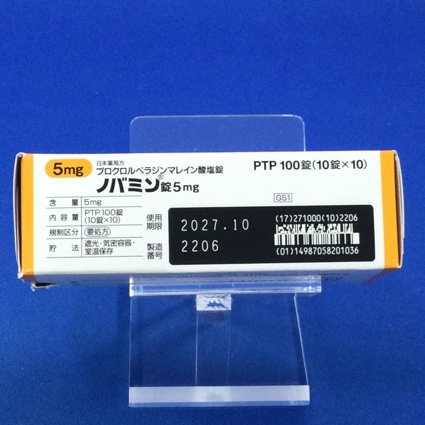 5mg
日本薬局方
プロクロルペラジンマレイン酸塩錠
ノバミン®錠5mg
PTP 100錠(10錠×10)
含量 5mg
内容量 PTP100錠
(10錠×10)
規制区分 要処方
貯法 遮光・気密容器・
室温保存
使用
期限
2027.10
製造
番号
2206
GS1
(17)271000(10)2206
(01)14987058201036